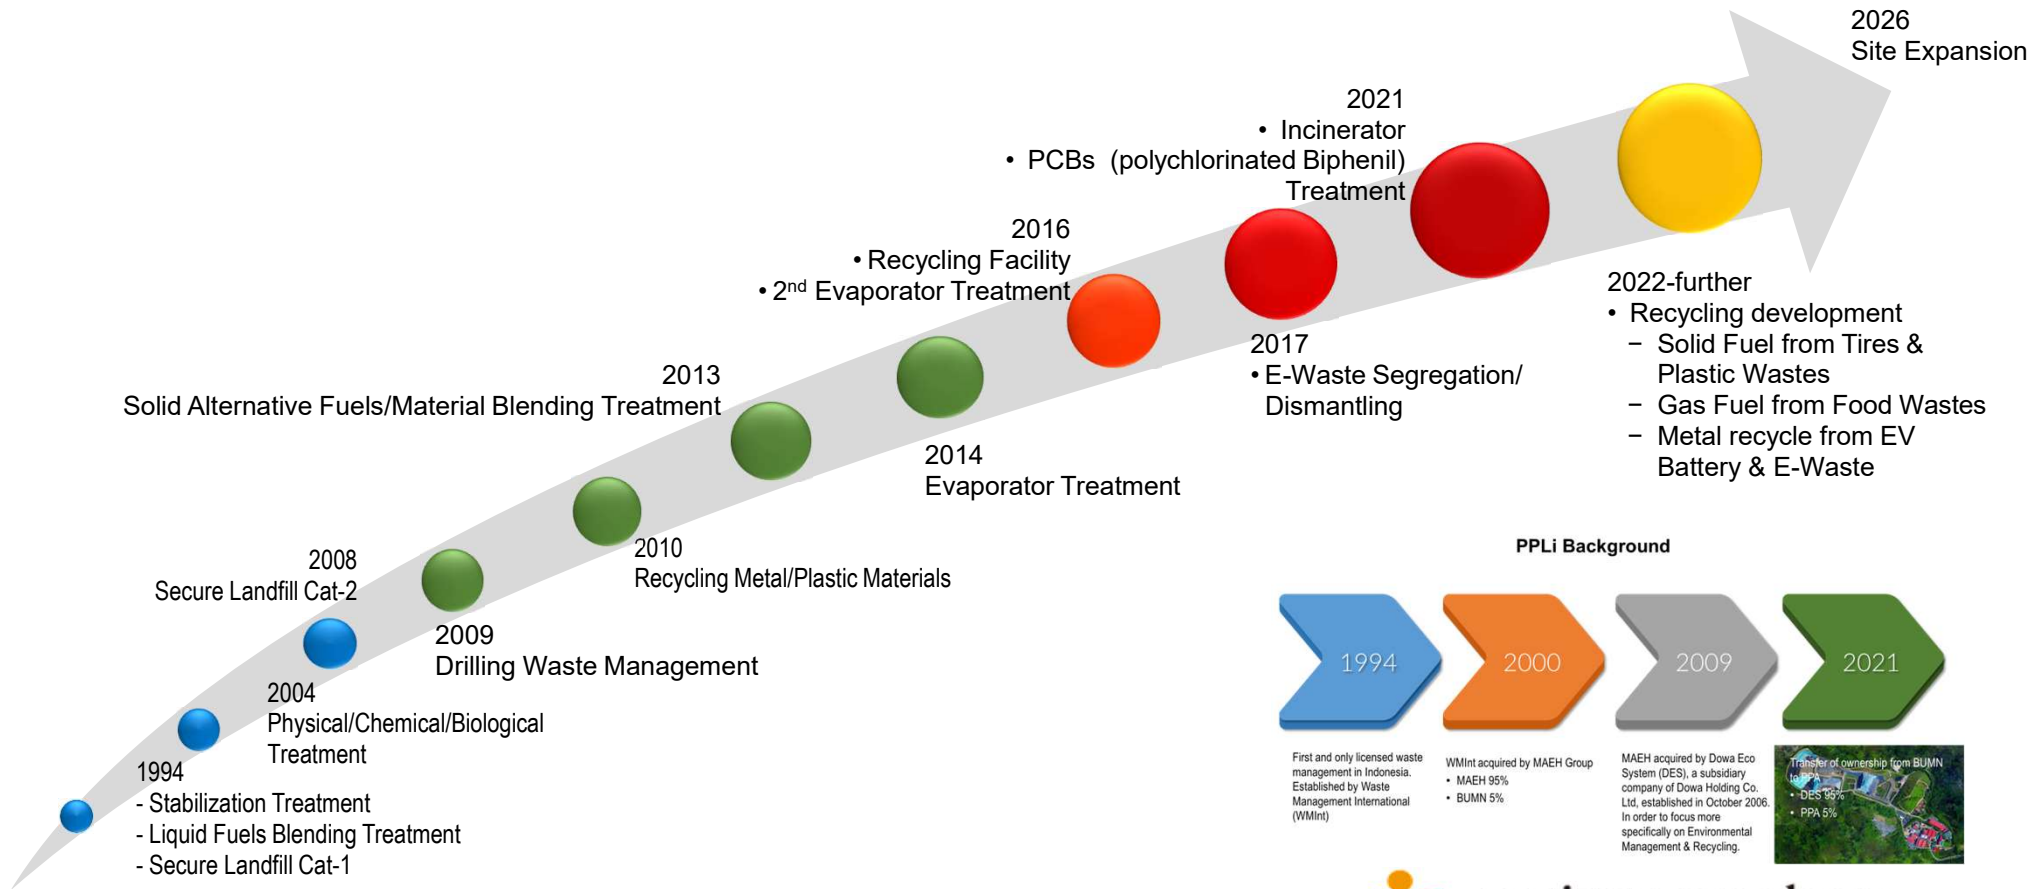 2026
Site Expansion
2021
• Incinerator
• PCBs (polychlorinated Biphenil)
Treatment
2016
• Recycling Facility
• 2nd Evaporator Treatment
2022-further
• Recycling development
− Solid Fuel from Tires &
Plastic Wastes
− Gas Fuel from Food Wastes
− Metal recycle from EV
Battery & E-Waste
2017
• E-Waste Segregation/
Dismantling
2013
Solid Alternative Fuels/Material Blending Treatment
2014
Evaporator Treatment
2010
Recycling Metal/Plastic Materials
2008
Secure Landfill Cat-2
2009
Drilling Waste Management
2004
Physical/Chemical/Biological
Treatment
1994
- Stabilization Treatment
- Liquid Fuels Blending Treatment
- Secure Landfill Cat-1
PPLi Background
1994
2000
2009
2021
First and only licensed waste
management in Indonesia.
Established by Waste
Management International
(WMInt)
WMInt acquired by MAEH Group
• MAEH 95%
• BUMN 5%
MAEH acquired by Dowa Eco
System (DES), a subsidiary
company of Dowa Holding Co.
Ltd, established in October 2006.
In order to focus more
specifically on Environmental
Management & Recycling.
Transfer of ownership from BUMN
to PPA
• DES 95%
• PPA 5%